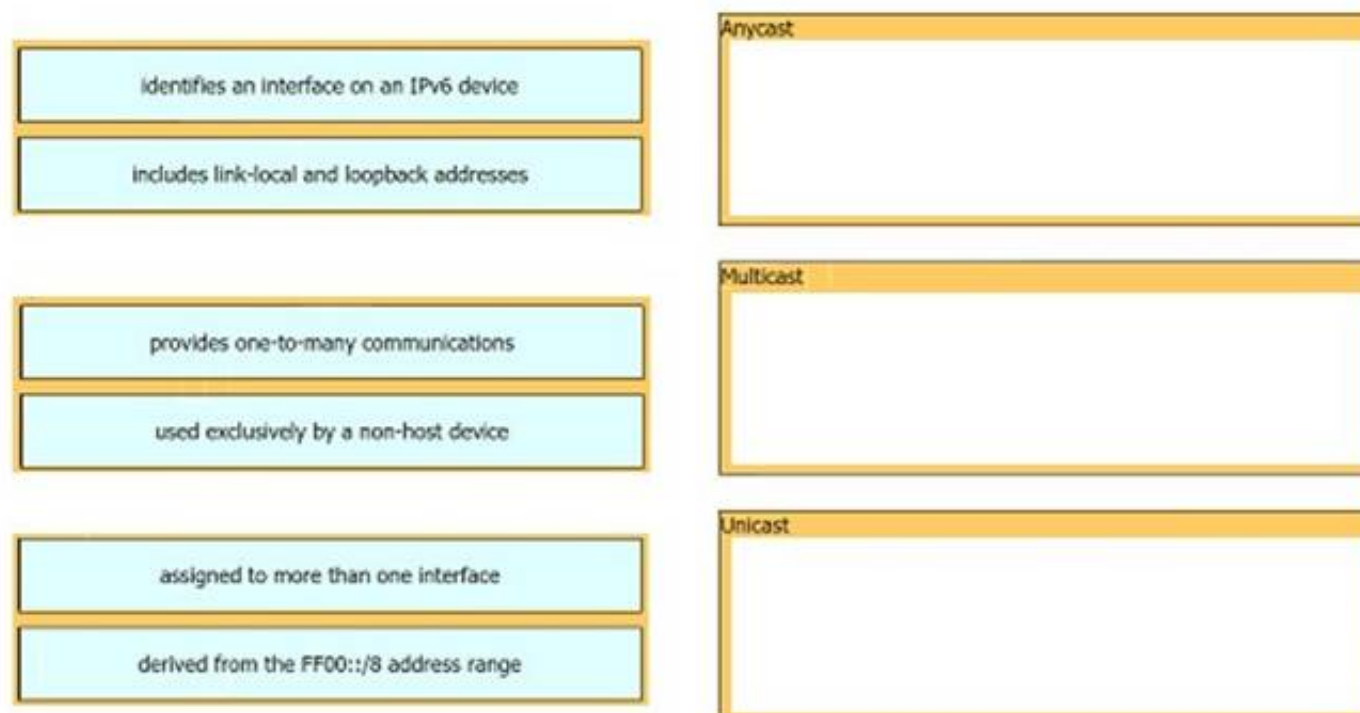 identifies an interface on an IPv6 device
includes link-local and loopback addresses
provides one-to-many communications
used exclusively by a non-host device
assigned to more than one interface
derived from the FF00::/8 address range
Anycast
Multicast
Unicast